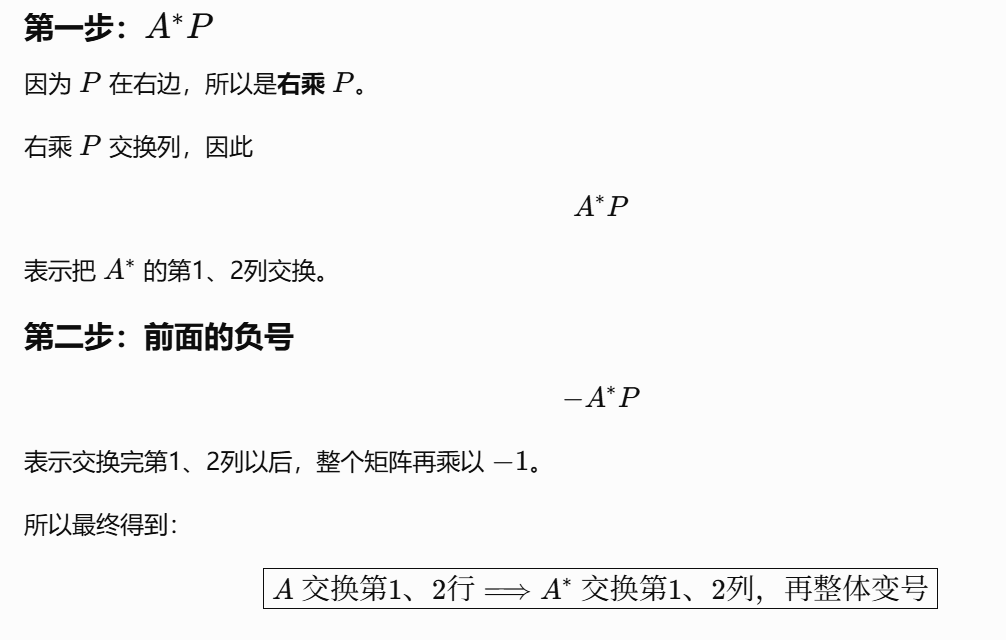 第一步：A*P
因为 P 在右边，所以是右乘 P。
右乘 P 交换列，因此
A*P
表示把 A* 的第1、2列交换。
第二步：前面的负号
−A*P
表示交换完第1、2列以后，整个矩阵再乘以 −1。
所以最终得到：
A 交换第1、2行 ⟹ A* 交换第1、2列，再整体变号